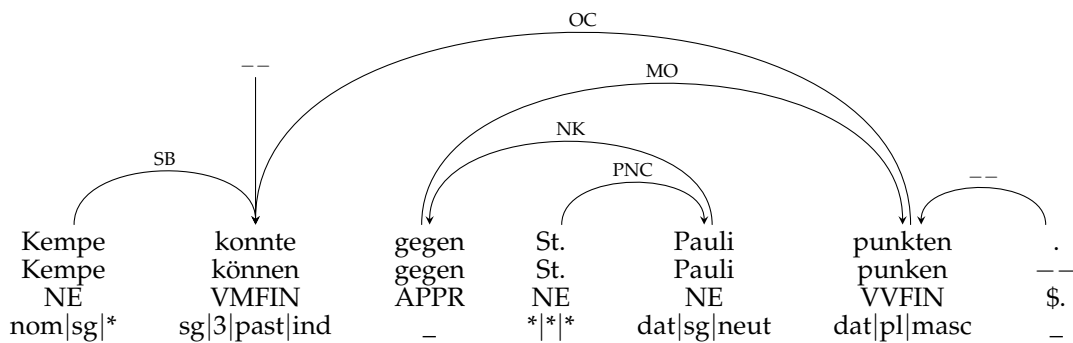 OC
−−
MO
NK
SB
PNC
−−
Kempe konnte gegen St. Pauli punkten .
Kempe können gegen St. Pauli punken −−
NE VMFIN APPR NE NE VVFIN $.
nom|sg|* sg|3|past|ind _ *|*|* dat|sg|neut dat|pl|masc _